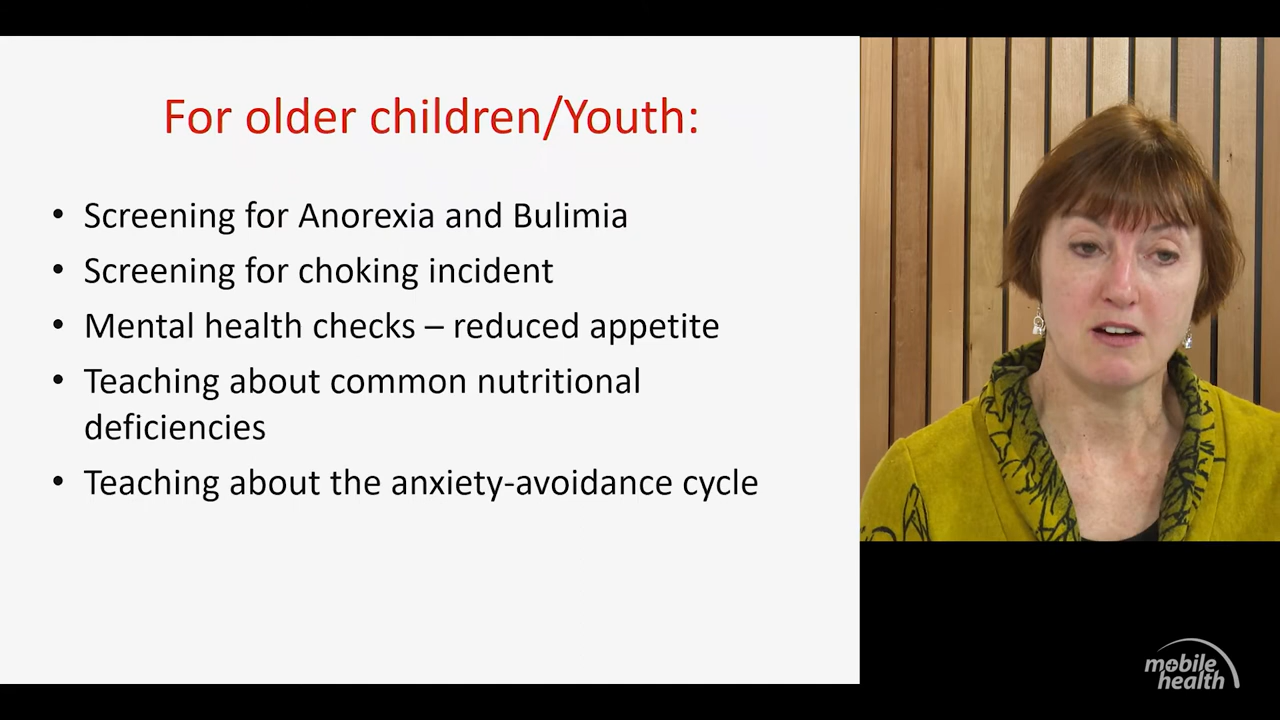 For older children/Youth:
• Screening for Anorexia and Bulimia
• Screening for choking incident
• Mental health checks – reduced appetite
• Teaching about common nutritional
deficiencies
• Teaching about the anxiety-avoidance cycle
mobile
health